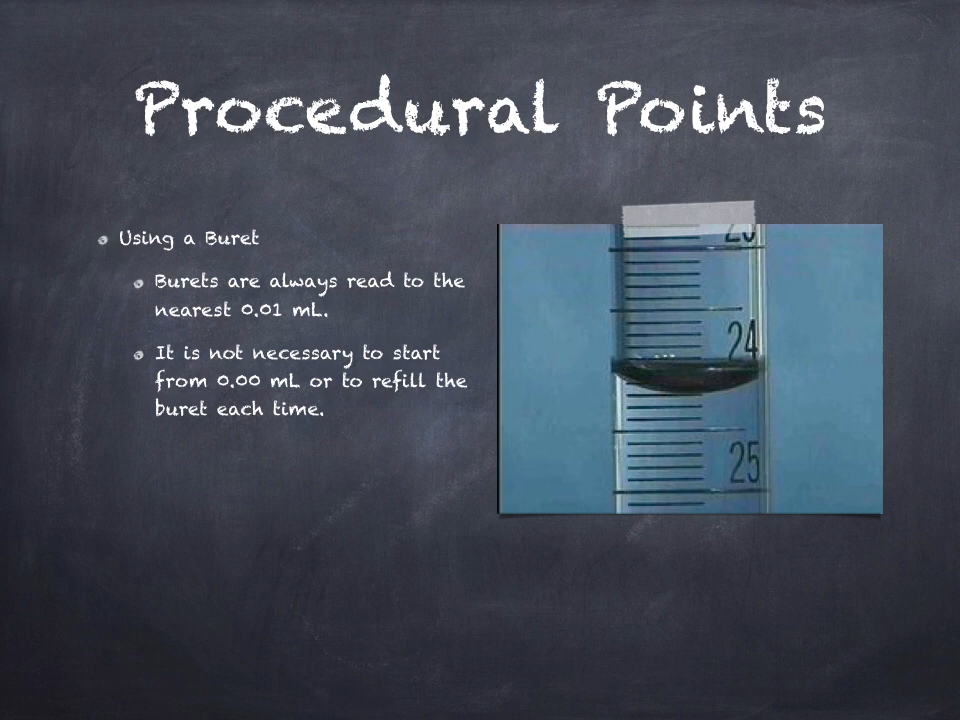 Procedural Points
Using a Buret
Burets are always read to the
nearest 0.01 mL.
It is not necessary to start
from 0.00 mL or to refill the
buret each time.
24
25